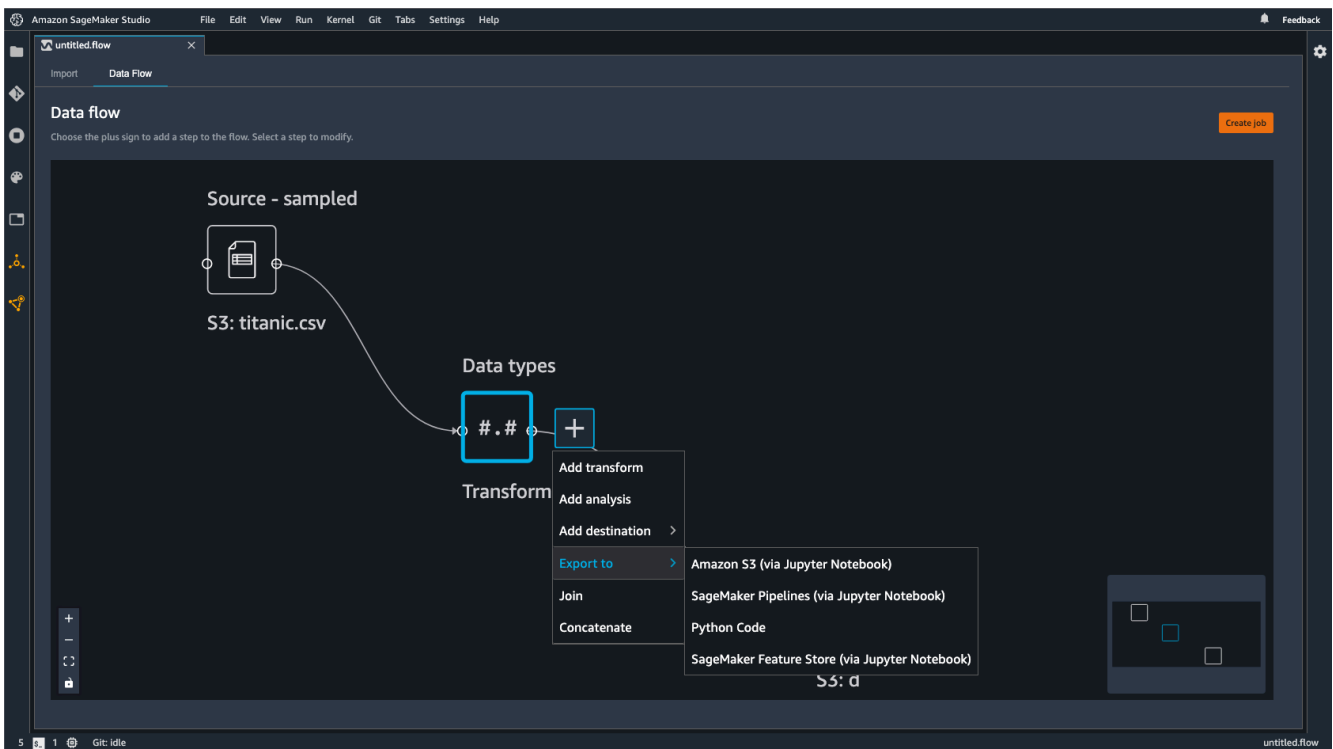 Amazon SageMaker Studio File Edit View Run Kernel Git Tabs Settings Help Feedback
untitled.flow
Import Data Flow
Data flow
Create job
Choose the plus sign to add a step to the flow. Select a step to modify.
Source - sampled
S3: titanic.csv
Data types
#.#
Transform
Add transform
Add analysis
Add destination
Export to
Join
Concatenate
Amazon S3 (via Jupyter Notebook)
SageMaker Pipelines (via Jupyter Notebook)
Python Code
SageMaker Feature Store (via Jupyter Notebook)
S3: d
5 $_ 1 Git: idle untitled.flow